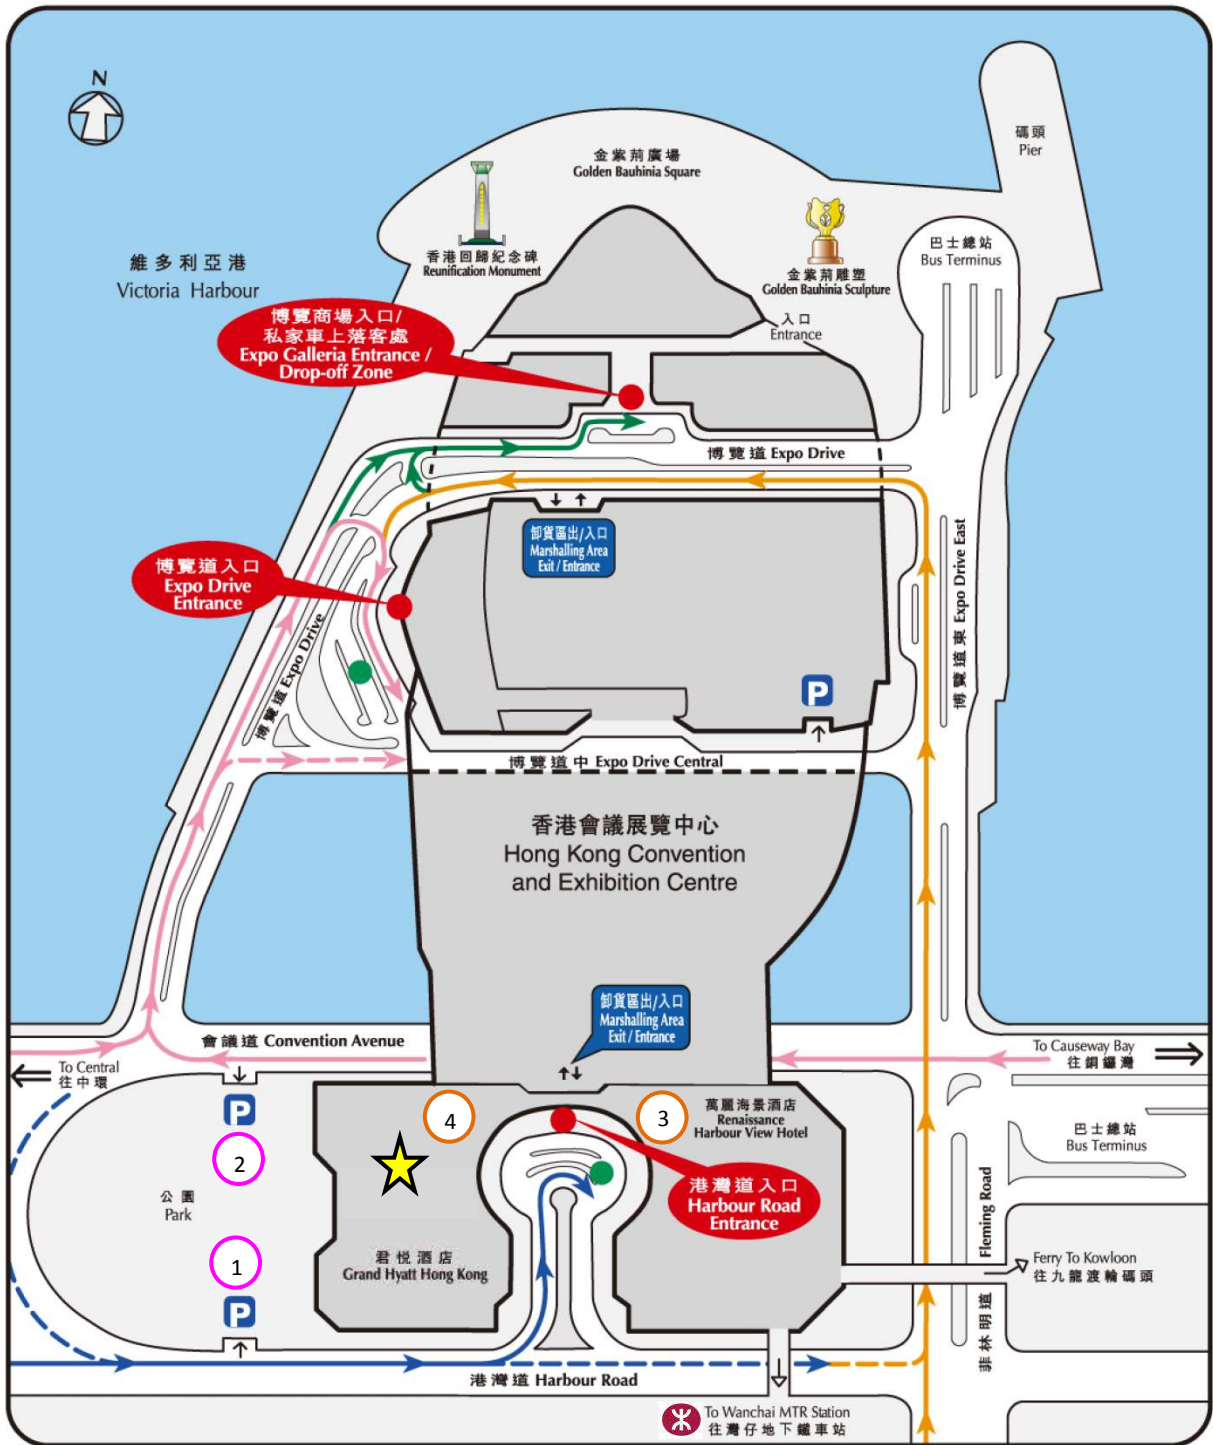 N
碼頭
Pier
金紫荊廣場
Golden Bauhinia Square
香港回歸紀念碑
Reunification Monument
金紫荊雕塑
Golden Bauhinia Sculpture
巴士總站
Bus Terminus
維多利亞港
Victoria Harbour
博覽商場入口/
私家車上落客處
Expo Galleria Entrance /
Drop-off Zone
入口
Entrance
博覽道 Expo Drive
卸貨區出/入口
Marshalling Area
Exit / Entrance
博覽道入口
Expo Drive
Entrance
博覽道 Expo Drive
博覽道東 Expo Drive East
P
博覽道中 Expo Drive Central
香港會議展覽中心
Hong Kong Convention
and Exhibition Centre
卸貨區出/入口
Marshalling Area
Exit / Entrance
會議道 Convention Avenue
To Central
往中環
To Causeway Bay
往銅鑼灣
P
2
4
3
萬麗海景酒店
Renaissance
Harbour View Hotel
巴士總站
Bus Terminus
公園
Park
港灣道入口
Harbour Road
Entrance
君悅酒店
Grand Hyatt Hong Kong
1
P
菲林明道 Fleming Road
Ferry To Kowloon
往九龍渡輪碼頭
港灣道 Harbour Road
To Wanchai MTR Station
往灣仔地下鐵車站